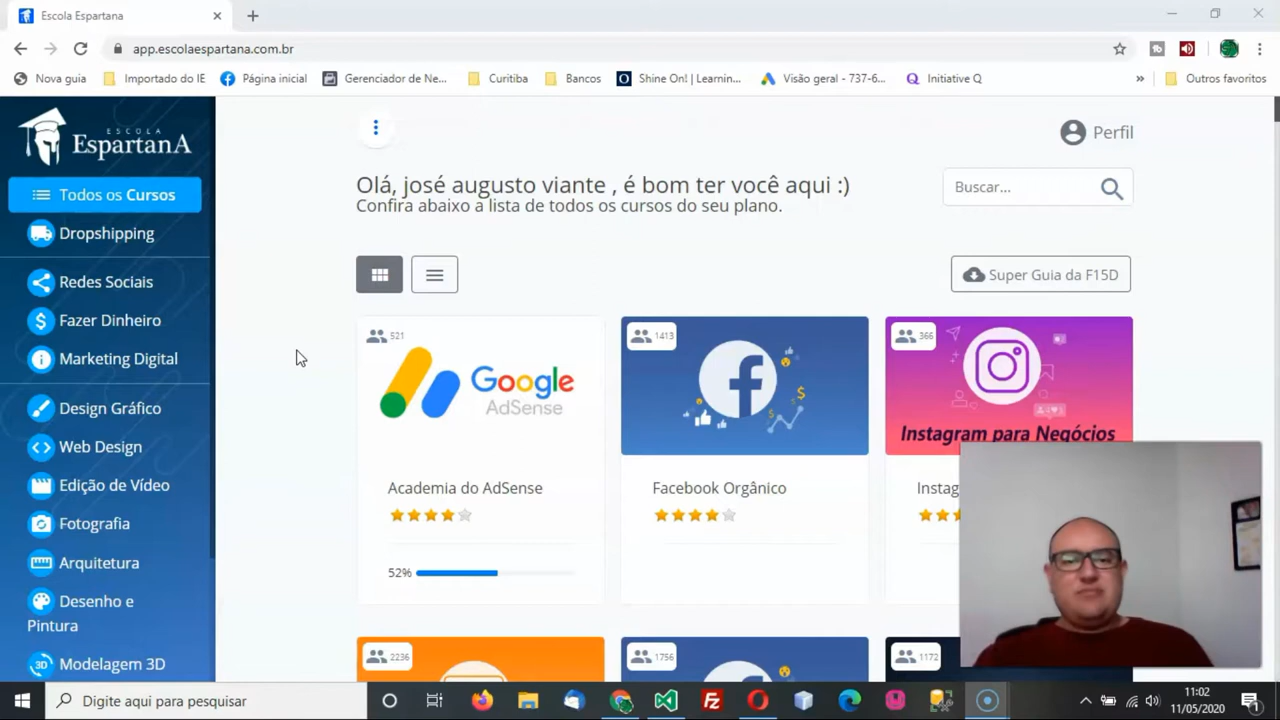 Escola Espartana
app.escolaespartana.com.br
Nova guia
Importado do IE
Página inicial
Gerenciador de Ne...
Curitiba
Bancos
Shine On! | Learnin...
Visão geral - 737-6...
Initiative Q
»
Outros favoritos
ESCOLA
EspartanA
Todos os Cursos
Dropshipping
Redes Sociais
Fazer Dinheiro
Marketing Digital
Design Gráfico
Web Design
Edição de Vídeo
Fotografia
Arquitetura
Desenho e
Pintura
3D Modelagem 3D
Perfil
Olá, josé augusto viante , é bom ter você aqui :)
Confira abaixo a lista de todos os cursos do seu plano.
Buscar...
Super Guia da F15D
521
Google
AdSense
Academia do AdSense
52%
1413
Facebook Orgânico
366
Instagram para Negócios
Instag
2236
1756
1172
Digite aqui para pesquisar
11:02
11/05/2020